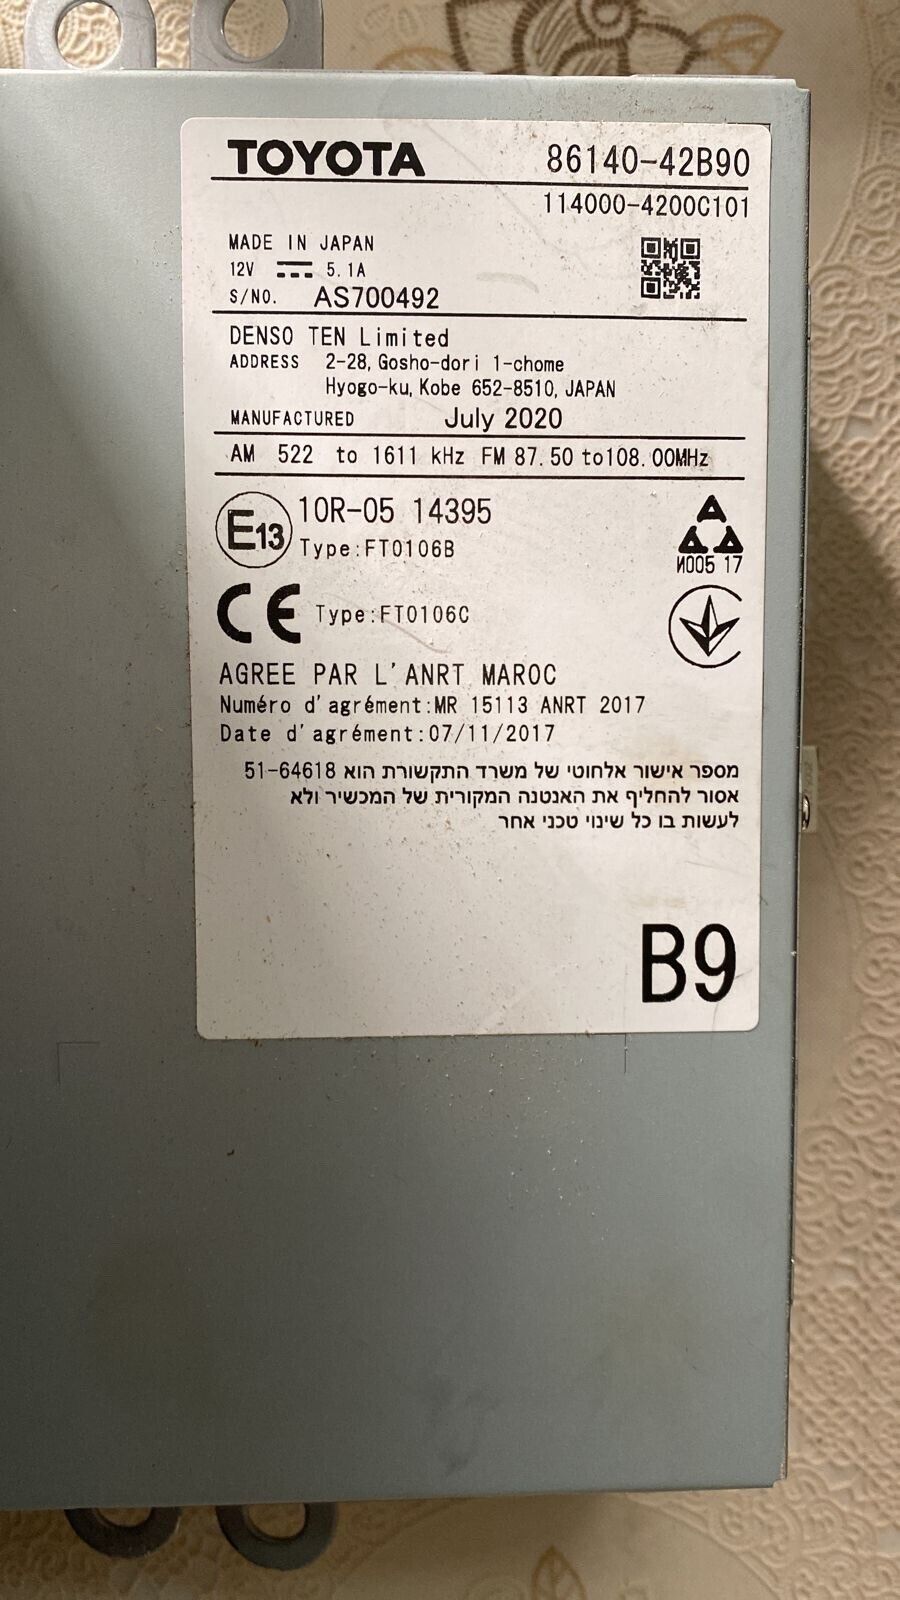 TOYOTA 86140-42B90
114000-4200C101
MADE IN JAPAN
12V 5.1A
S/NO. AS700492
DENSO TEN Limited
ADDRESS 2-28, Gosho-dori 1-chome
Hyogo-ku, Kobe 652-8510, JAPAN
MANUFACTURED July 2020
AM 522 to 1611 kHz FM 87.50 to 108.00MHz
E13 10R-05 14395
Type:FT0106B
И005 17
CE Type:FT0106C
AGREE PAR L'ANRT MAROC
Numéro d'agrément:MR 15113 ANRT 2017
Date d'agrément:07/11/2017
מספר אישור אלחוטי של משרד התקשורת הוא 51-64618
אסור להחליף את האנטנה המקורית של המכשיר ולא
לעשות בו כל שינוי טכני אחר
B9